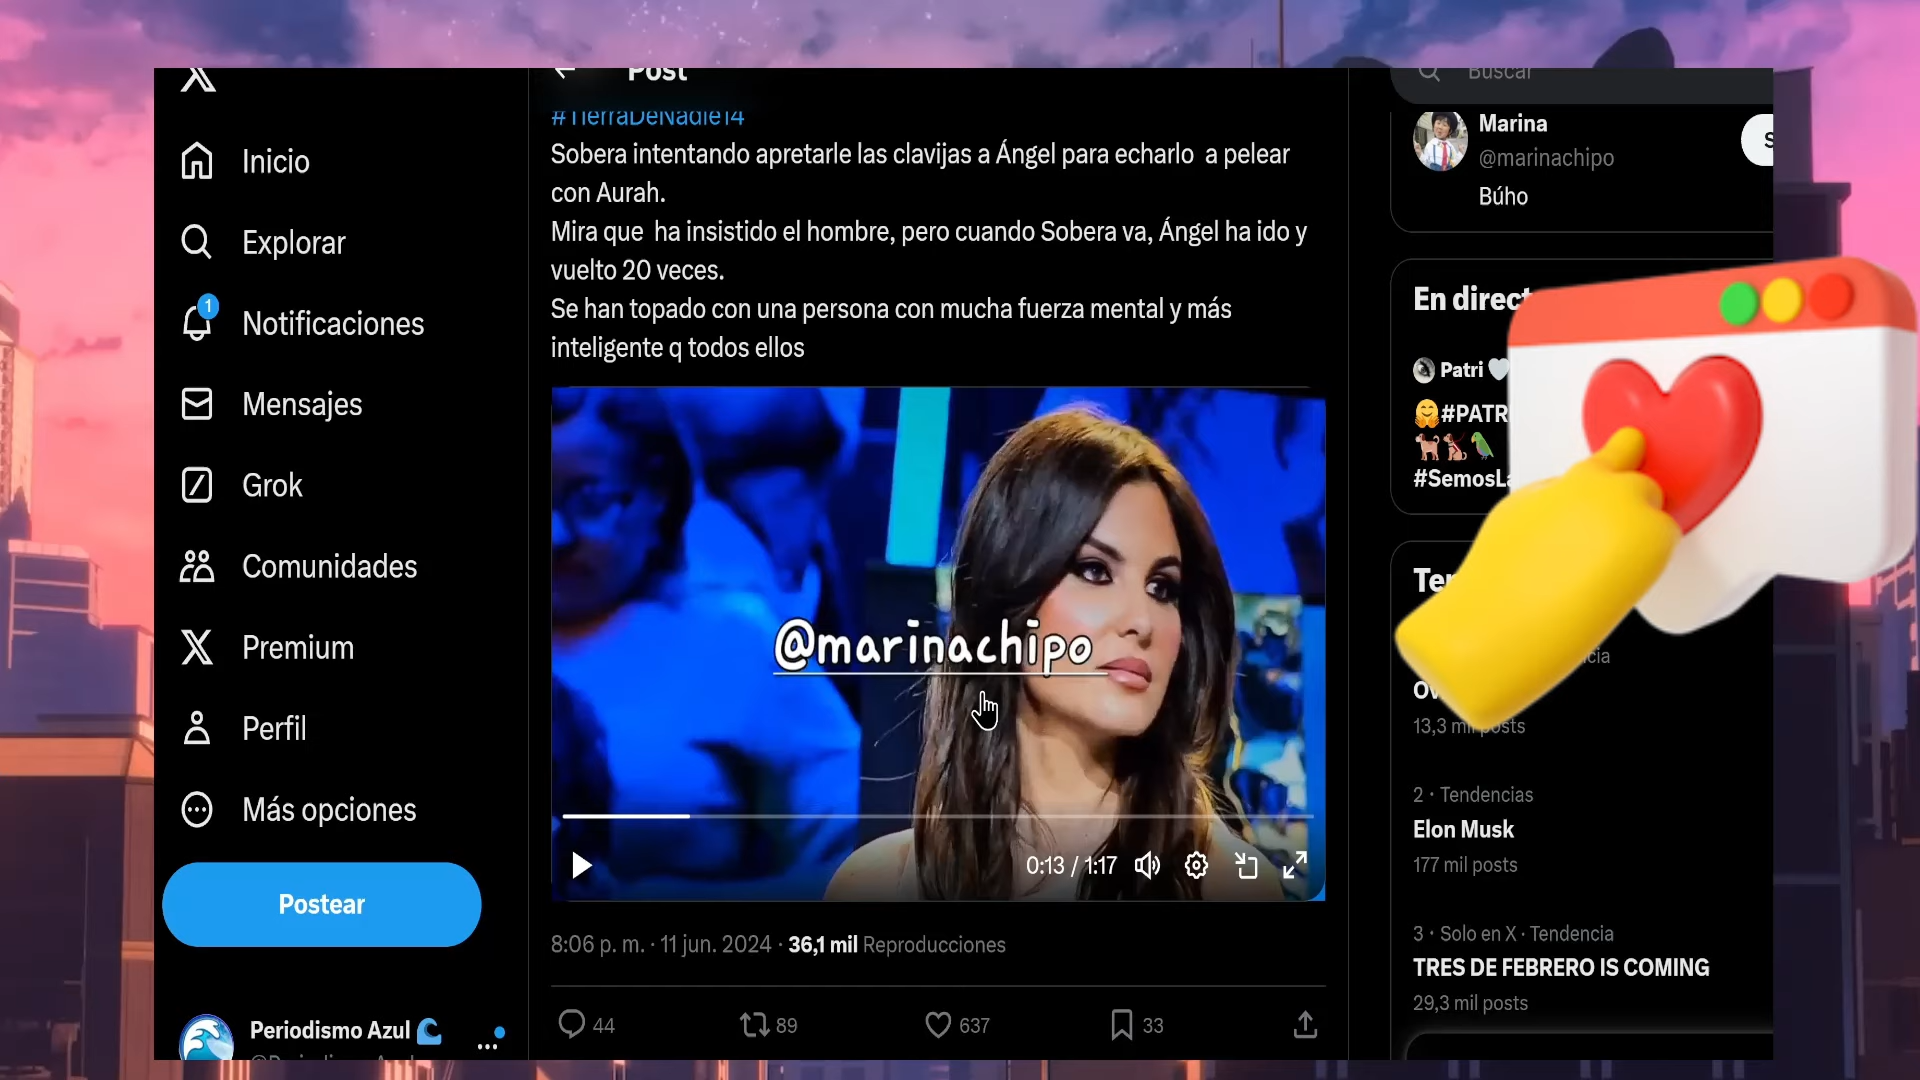 Post
Buscar
#TierraDeNadie14
Sobera intentando apretarle las clavijas a Ángel para echarlo a pelear
con Aurah.
Mira que ha insistido el hombre, pero cuando Sobera va, Ángel ha ido y
vuelto 20 veces.
Se han topado con una persona con mucha fuerza mental y más
inteligente q todos ellos
@marinachipo
0:13 / 1:17
8:06 p. m. · 11 jun. 2024 · 36,1 mil Reproducciones
44
89
637
33
Inicio
Explorar
1
Notificaciones
Mensajes
Grok
Comunidades
Premium
Perfil
Más opciones
Postear
Periodismo Azul
Marina
@marinachipo
Búho
En direct
Patri
#PATR
13,3 mil posts
2 · Tendencias
Elon Musk
177 mil posts
3 · Solo en X · Tendencia
TRES DE FEBRERO IS COMING
29,3 mil posts